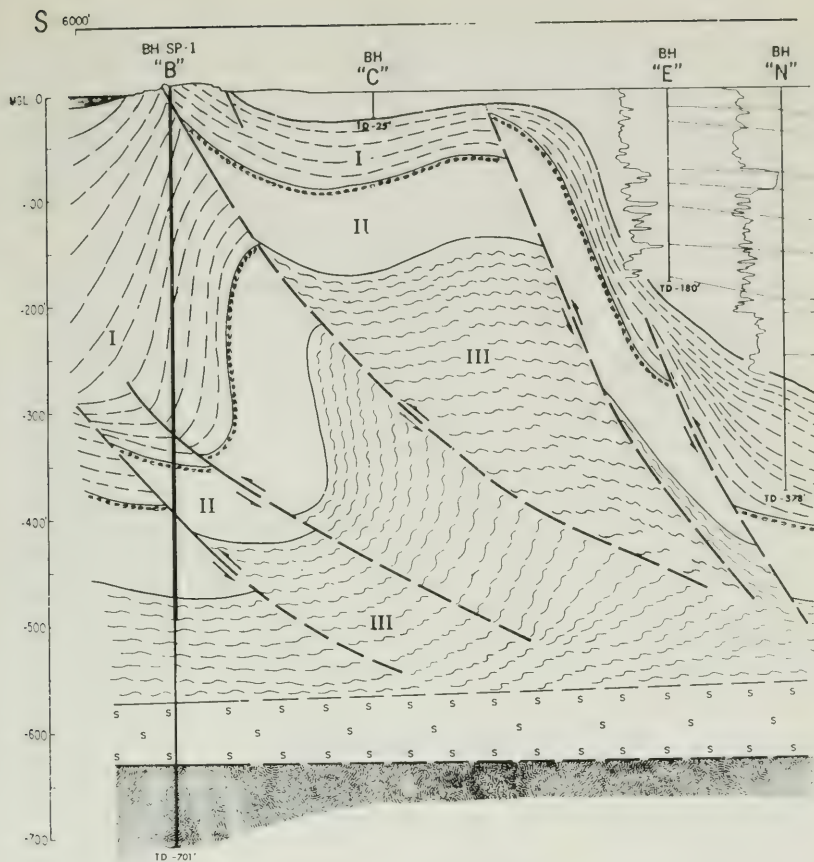 S 6000'
BH SP-1 "B"
BH "C"
BH "E"
BH "N"
MSL 0
TD-25'
I
-100'
II
TD-180'
-200'
I
III
-300'
TD-378'
II
-400'
-500'
III
S S S S S S S S S S S S S
-600'
S S S S S S S S S S S
S S S S S S S S S S S S S
-700'
TD-701'